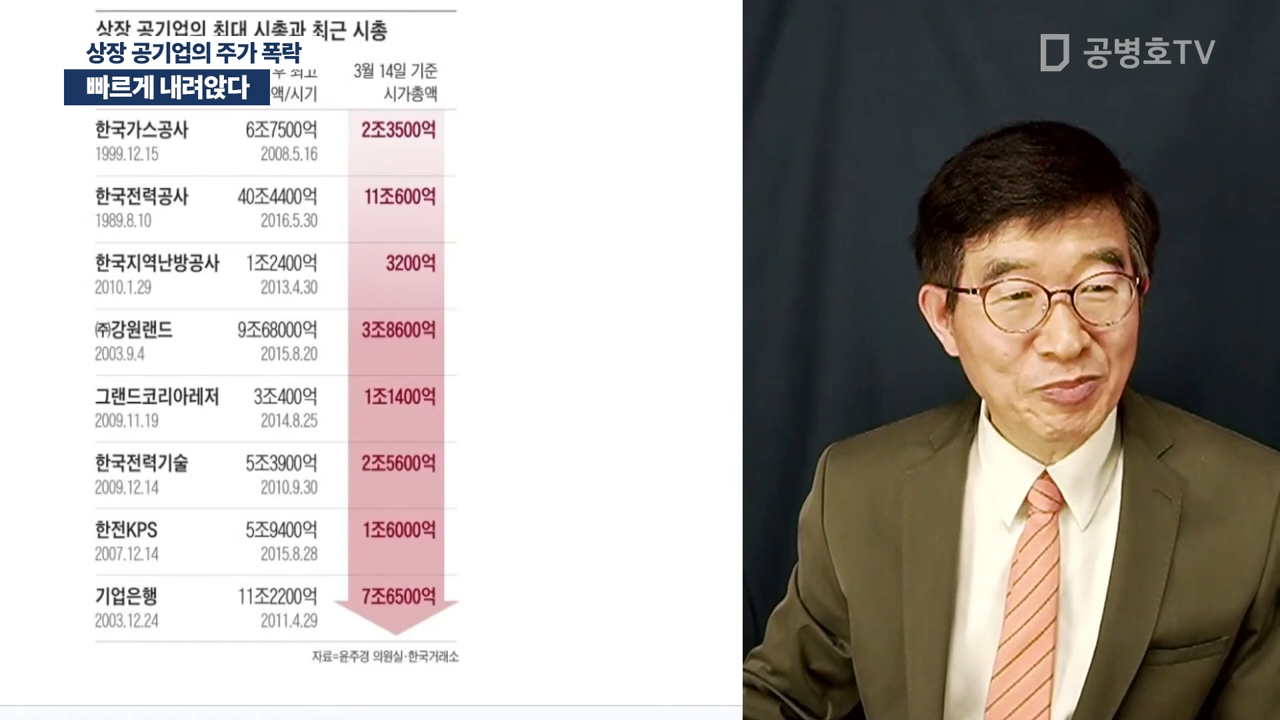 상장 공기업의 최대 시총과 최근 시총
상장 공기업의 주가 폭락
빠르게 내려앉다
최고
액/시기
3월 14일 기준
시가총액
한국가스공사 6조7500억 2조3500억
1999.12.15 2008.5.16
한국전력공사 40조4400억 11조600억
1989.8.10 2016.5.30
한국지역난방공사 1조2400억 3200억
2010.1.29 2013.4.30
㈜강원랜드 9조68000억 3조8600억
2003.9.4 2015.8.20
그랜드코리아레저 3조400억 1조1400억
2009.11.19 2014.8.25
한국전력기술 5조3900억 2조5600억
2009.12.14 2010.9.30
한전KPS 5조9400억 1조6000억
2007.12.14 2015.8.28
기업은행 11조2200억 7조6500억
2003.12.24 2011.4.29
자료=윤주경 의원실·한국거래소
공병호TV